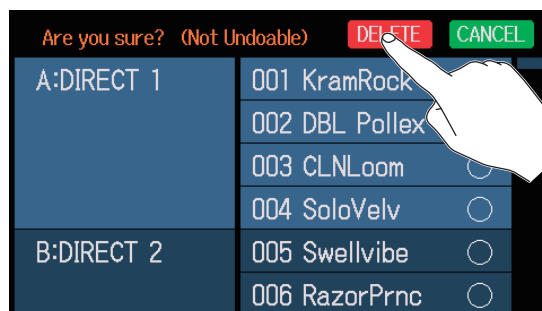 Are you sure? (Not Undoable) DELETE CANCEL
A:DIRECT 1 001 KramRock
002 DBL Pollex
003 CLNLoom
004 SoloVelv
B:DIRECT 2 005 Swellvibe
006 RazorPrnc